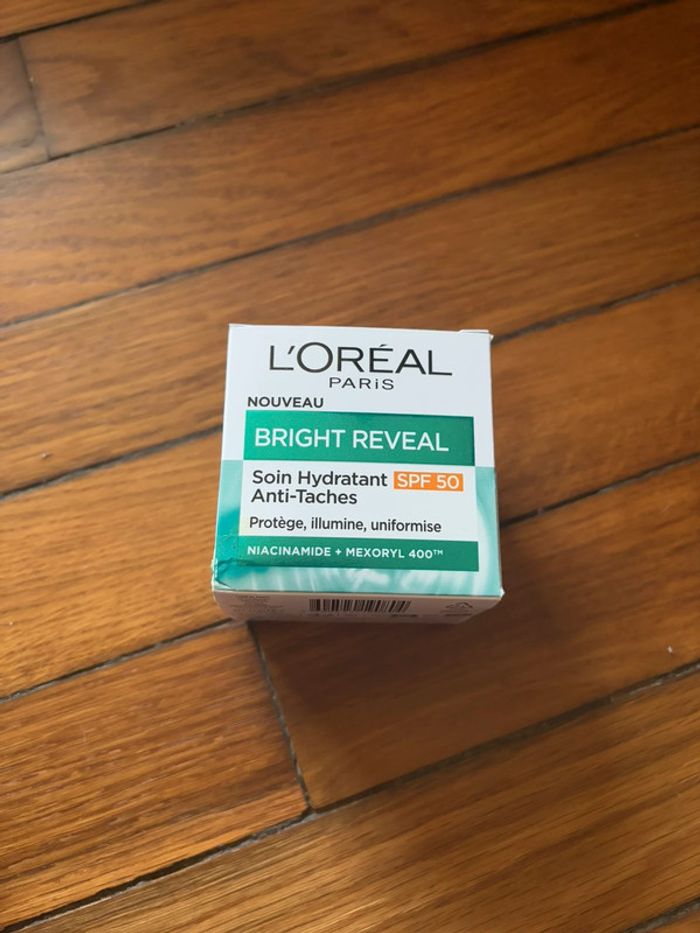 L'ORÉAL
PARiS
NOUVEAU
BRIGHT REVEAL
Soin Hydratant SPF 50
Anti-Taches
Protège, illumine, uniformise
NIACINAMIDE + MEXORYL 400™